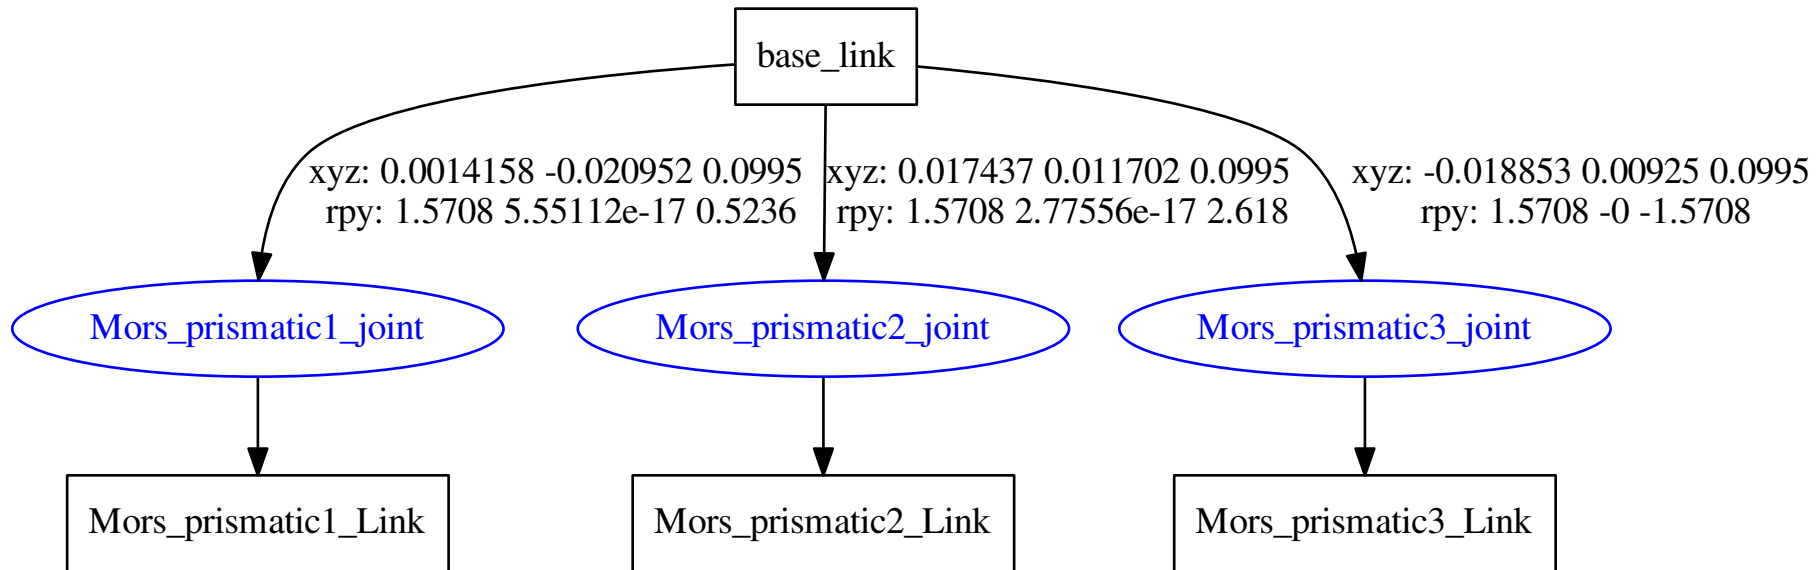 base_link
xyz: 0.0014158 -0.020952 0.0995
rpy: 1.5708 5.55112e-17 0.5236
xyz: 0.017437 0.011702 0.0995
rpy: 1.5708 2.77556e-17 2.618
xyz: -0.018853 0.00925 0.0995
rpy: 1.5708 -0 -1.5708
Mors_prismatic1_joint
Mors_prismatic2_joint
Mors_prismatic3_joint
Mors_prismatic1_Link
Mors_prismatic2_Link
Mors_prismatic3_Link